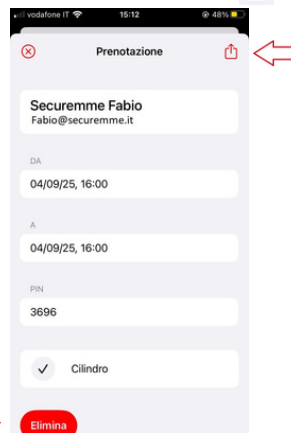 vodafone IT 15:12 48%
Prenotazione
Securemme Fabio
Fabio@securemme.it
DA
04/09/25, 16:00
A
04/09/25, 16:00
PIN
3696
Cilindro
Elimina